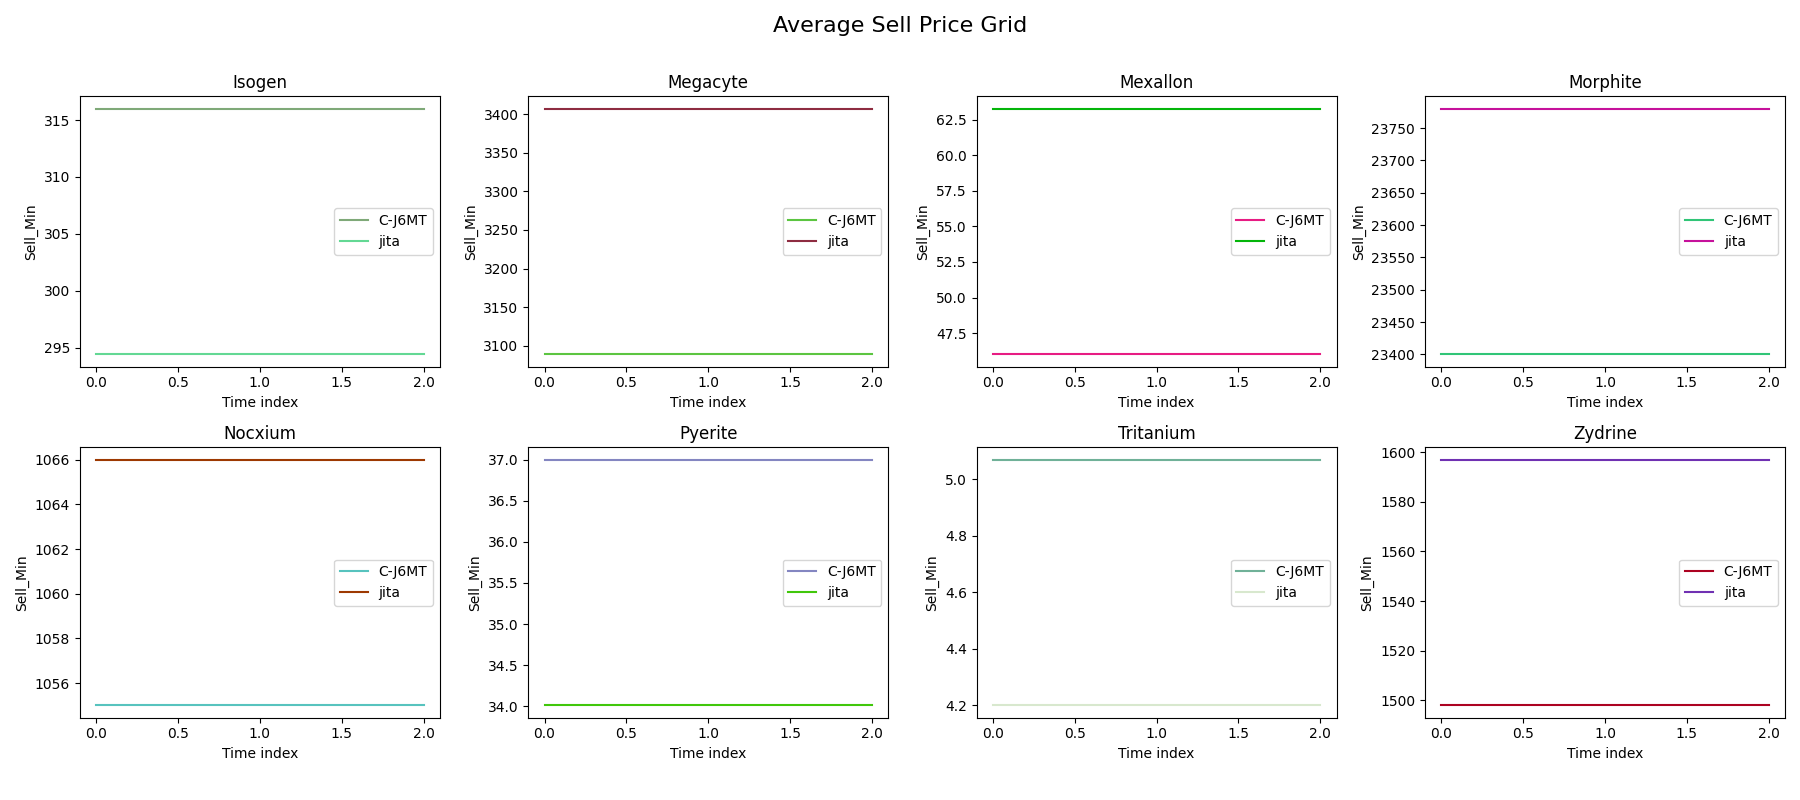 Average Sell Price Grid
Isogen
Sell_Min
315
310
305
300
295
C-J6MT
jita
0.0 0.5 1.0 1.5 2.0
Time index
Megacyte
Sell_Min
3400
3350
3300
3250
3200
3150
3100
C-J6MT
jita
0.0 0.5 1.0 1.5 2.0
Time index
Mexallon
Sell_Min
62.5
60.0
57.5
55.0
52.5
50.0
47.5
C-J6MT
jita
0.0 0.5 1.0 1.5 2.0
Time index
Morphite
Sell_Min
23750
23700
23650
23600
23550
23500
23450
23400
C-J6MT
jita
0.0 0.5 1.0 1.5 2.0
Time index
Nocxium
Sell_Min
1066
1064
1062
1060
1058
1056
C-J6MT
jita
0.0 0.5 1.0 1.5 2.0
Time index
Pyerite
Sell_Min
37.0
36.5
36.0
35.5
35.0
34.5
34.0
C-J6MT
jita
0.0 0.5 1.0 1.5 2.0
Time index
Tritanium
Sell_Min
5.0
4.8
4.6
4.4
4.2
C-J6MT
jita
0.0 0.5 1.0 1.5 2.0
Time index
Zydrine
Sell_Min
1600
1580
1560
1540
1520
1500
C-J6MT
jita
0.0 0.5 1.0 1.5 2.0
Time index